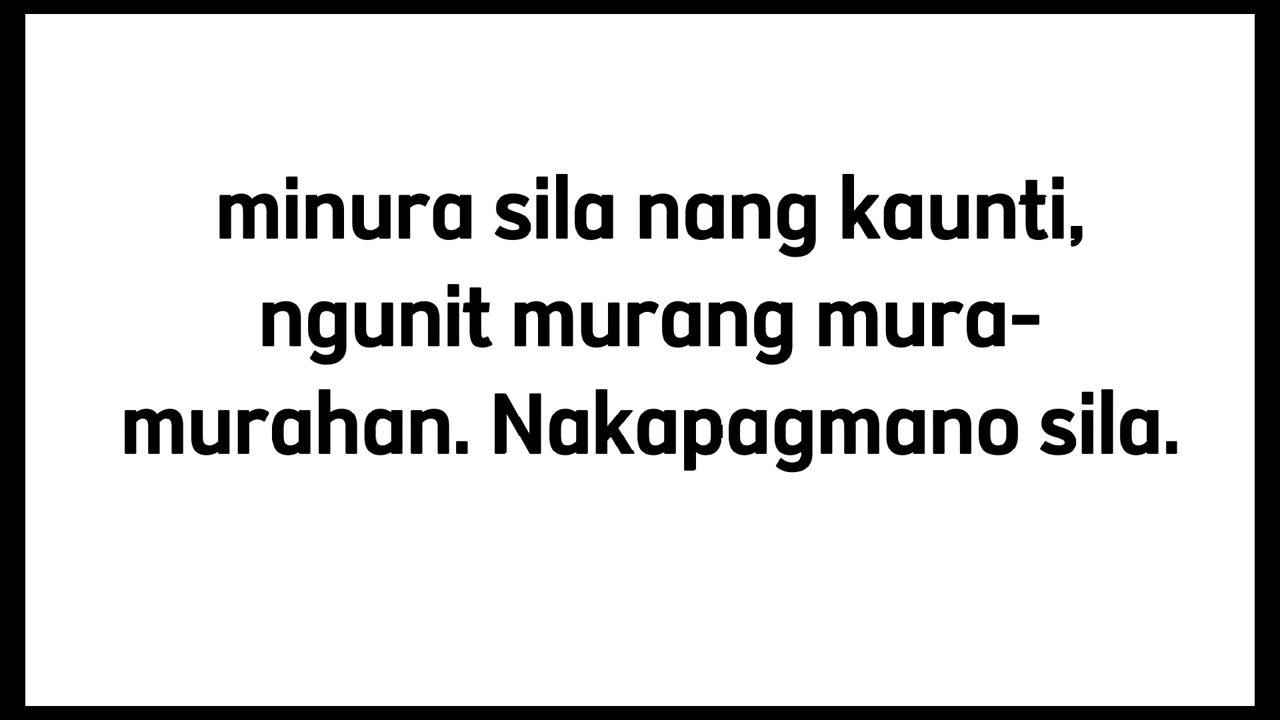 minura sila nang kaunti,
ngunit murang mura-
murahan. Nakapagmano sila.